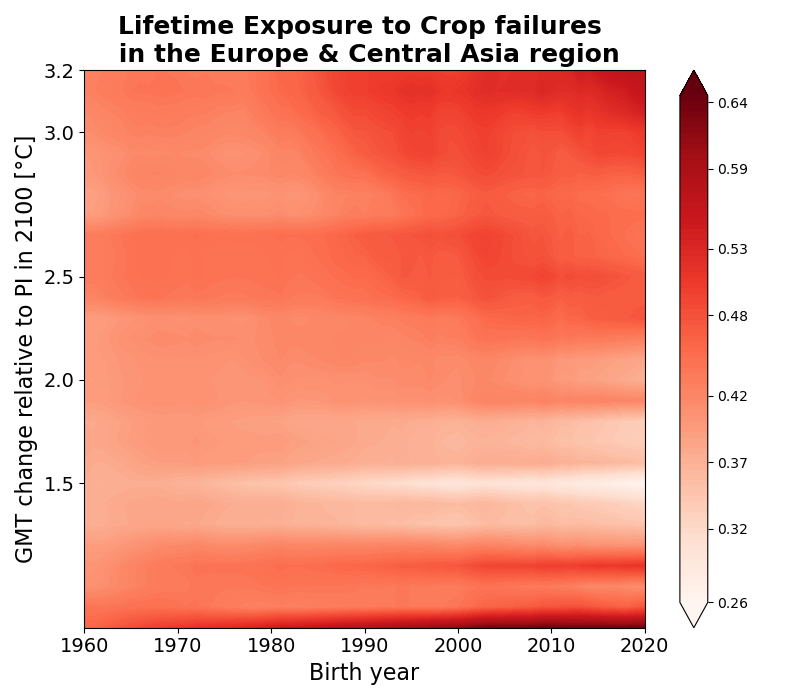 Lifetime Exposure to Crop failures
in the Europe & Central Asia region
GMT change relative to PI in 2100 [°C]
3.2
3.0
2.5
2.0
1.5
1960 1970 1980 1990 2000 2010 2020
Birth year
0.64
0.59
0.53
0.48
0.42
0.37
0.32
0.26